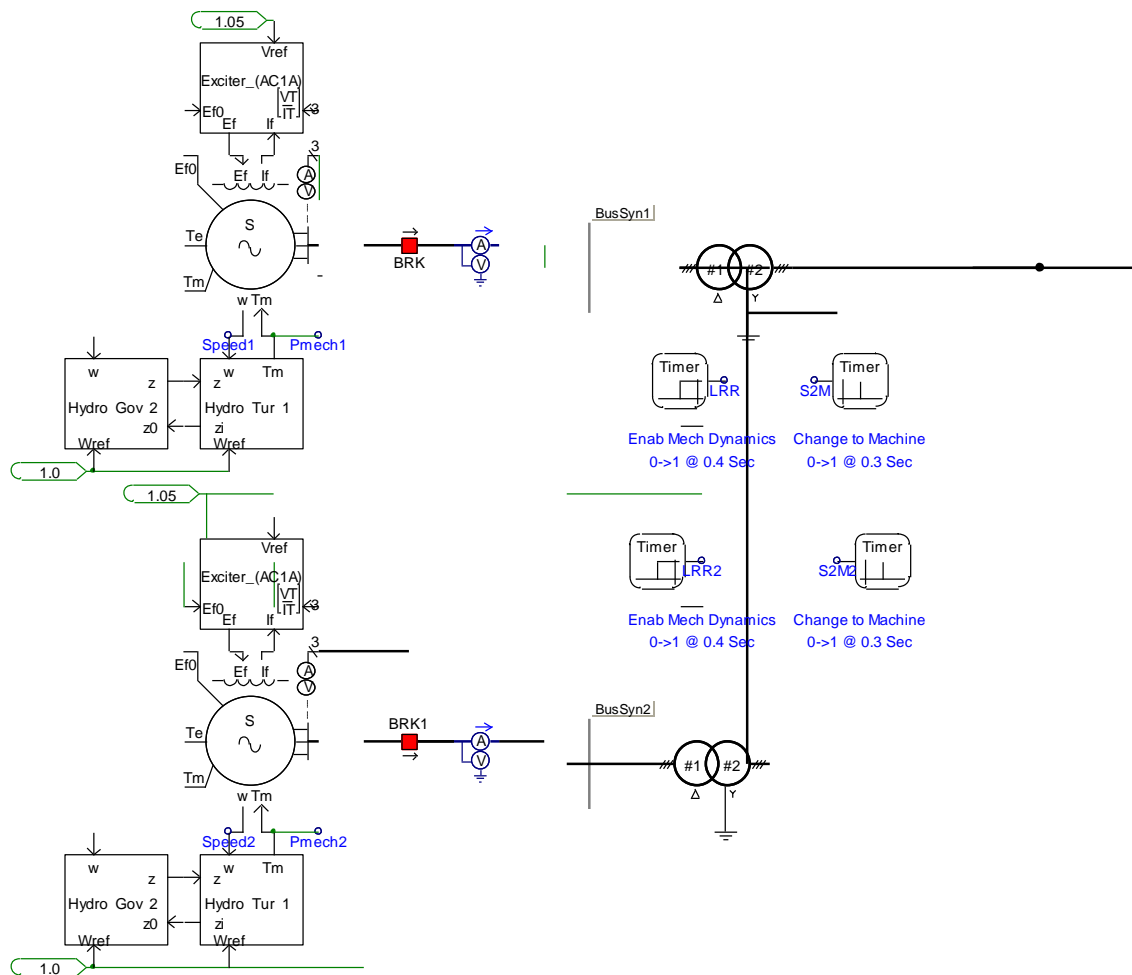 1.05
Vref
Exciter_(AC1A)
VT
IT
3
Ef0
Ef If
3
Ef0
Ef If
A
V
S
Te
Tm
w Tm
BRK
A
V
BusSyn1
#1 #2
Δ Y
Speed1 Pmech1
w
z
Hydro Gov 2
z0
Wref
w Tm
z
Hydro Tur 1
zi
Wref
1.0
Timer
LRR
Enab Mech Dynamics
0->1 @ 0.4 Sec
Timer
S2M
Change to Machine
0->1 @ 0.3 Sec
1.05
Vref
Exciter_(AC1A)
VT
IT
3
Ef0
Ef If
3
Ef0
Ef If
A
V
S
Te
Tm
w Tm
BRK1
A
V
Timer
LRR2
Enab Mech Dynamics
0->1 @ 0.4 Sec
Timer
S2M2
Change to Machine
0->1 @ 0.3 Sec
BusSyn2
#1 #2
Δ Y
Speed2 Pmech2
w
z
Hydro Gov 2
z0
Wref
w Tm
z
Hydro Tur 1
zi
Wref
1.0